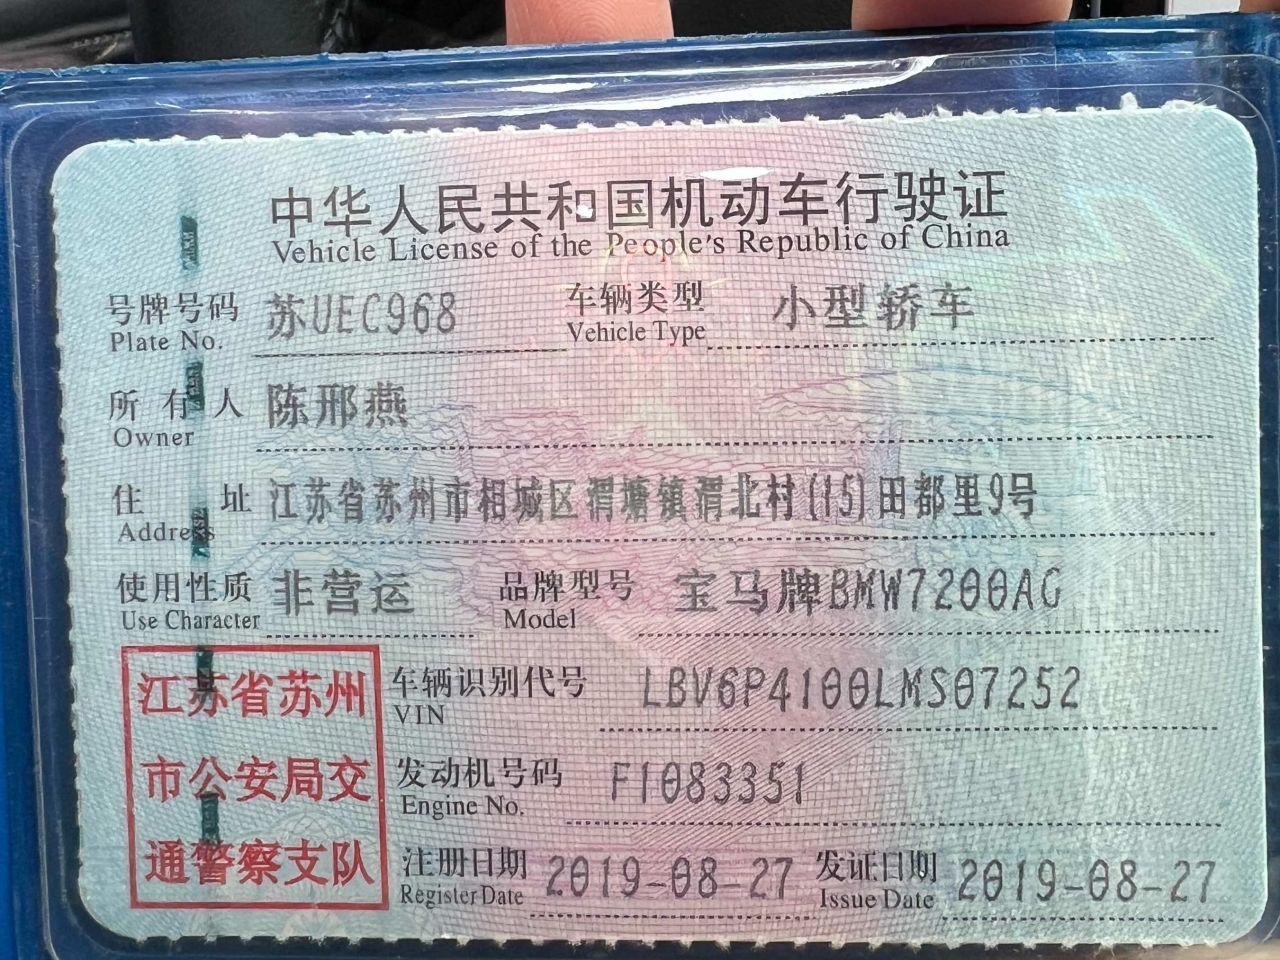 中华人民共和国机动车行驶证
Vehicle License of the People's Republic of China
号牌号码 苏UEC968 车辆类型 小型轿车
Plate No. Vehicle Type
所有人 陈邢燕
Owner
住址 江苏省苏州市相城区渭塘镇渭北村(15)田都里9号
Address
使用性质 非营运 品牌型号 宝马牌BMW7200AG
Use Character Model
江苏省苏州
市公安局交
通警察支队
车辆识别代号 LBV6P4100LMS07252
VIN
发动机号码 F1083351
Engine No.
注册日期 2019-08-27 发证日期 2019-08-27
Register Date Issue Date